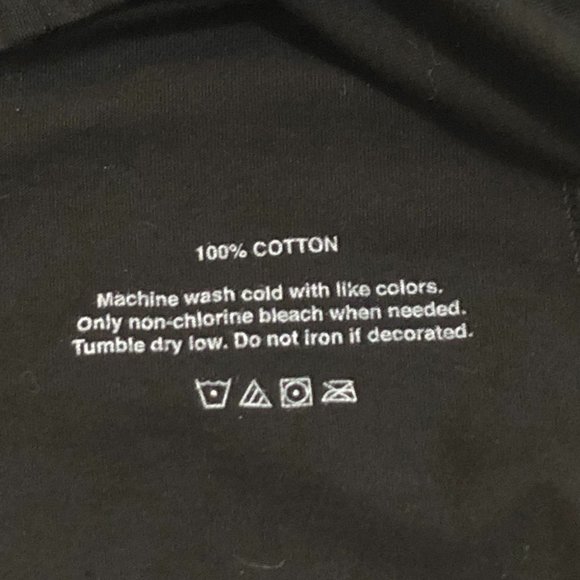 100% COTTON
Machine wash cold with like colors.
Only non-chlorine bleach when needed.
Tumble dry low. Do not iron if decorated.